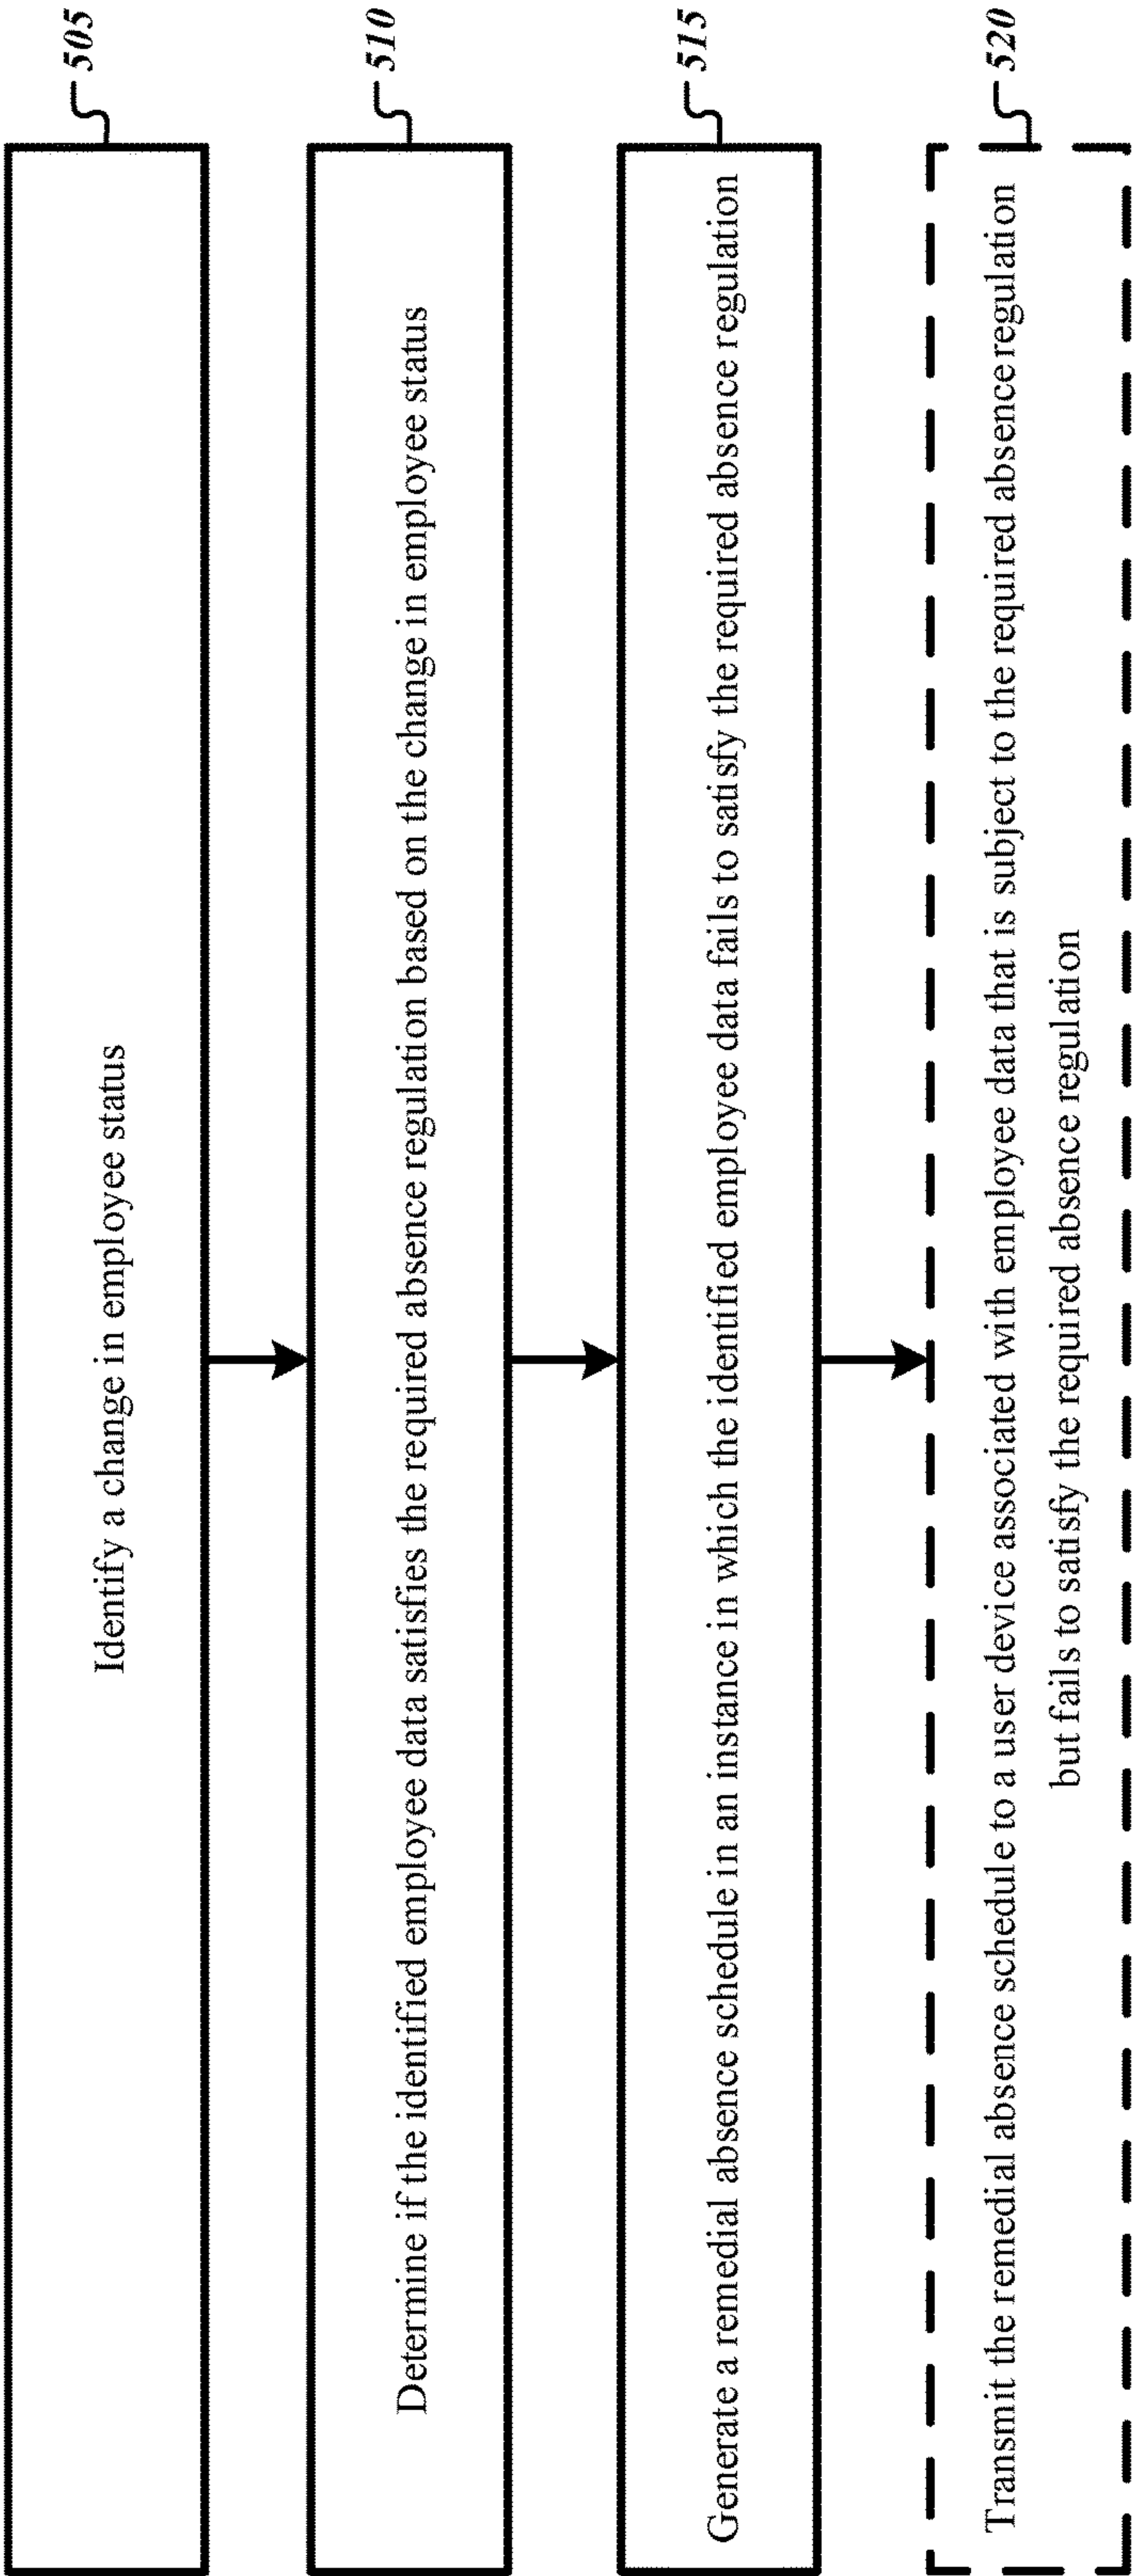 Identify a change in employee status
505
Determine if the identified employee data satisfies the required absence regulation based on the change in employee status
510
Generate a remedial absence schedule in an instance in which the identified employee data fails to satisfy the required absence regulation
515
Transmit the remedial absence schedule to a user device associated with employee data that is subject to the required absence regulation
but fails to satisfy the required absence regulation
520